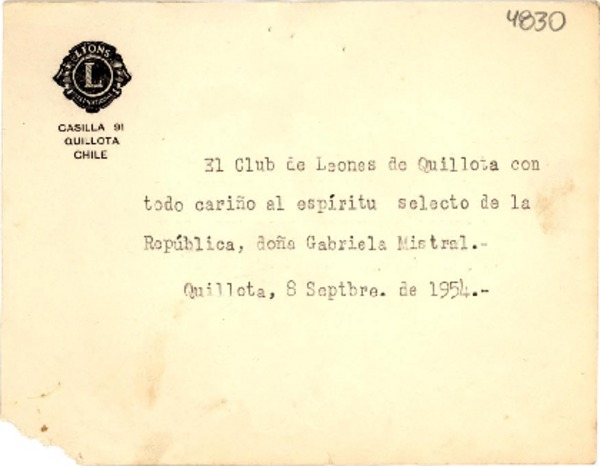 4830
LYONS
L
INTERNATIONAL
CASILLA 91
QUILLOTA
CHILE
El Club de Leones de Quillota con
todo cariño al espíritu selecto de la
República, doña Gabriela Mistral.-
Quillota, 8 Septbre. de 1954.-